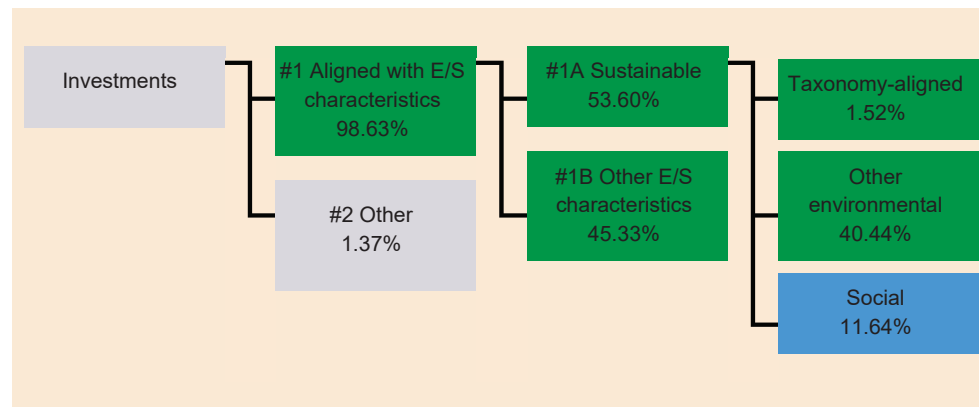 Investments
#1 Aligned with E/S
characteristics
98.63%
#2 Other
1.37%
#1A Sustainable
53.60%
#1B Other E/S
characteristics
45.33%
Taxonomy-aligned
1.52%
Other
environmental
40.44%
Social
11.64%